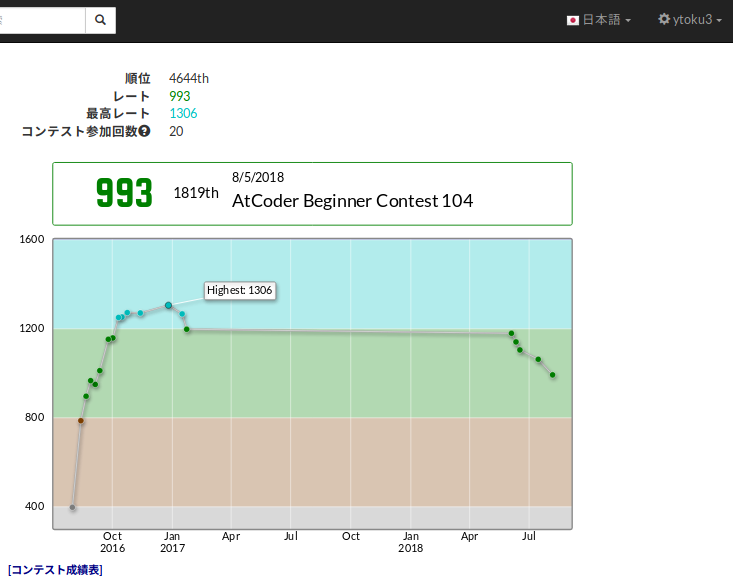 日本語 ytoku3
順位 4644th
レート 993
最高レート 1306
コンテスト参加回数 20
993 1819th 8/5/2018
AtCoder Beginner Contest 104
1600
Highest: 1306
1200
800
400
Oct Jan Apr Jul Oct Jan Apr Jul
2016 2017 2018
[コンテスト成績表]